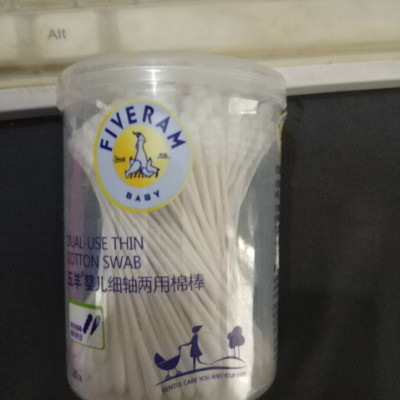 Alt
FIVERAM
BABY
DUAL-USE THIN
COTTON SWAB
五羊®婴儿细轴两用棉棒
GENTLE CARE YOU AND YOUR BABY